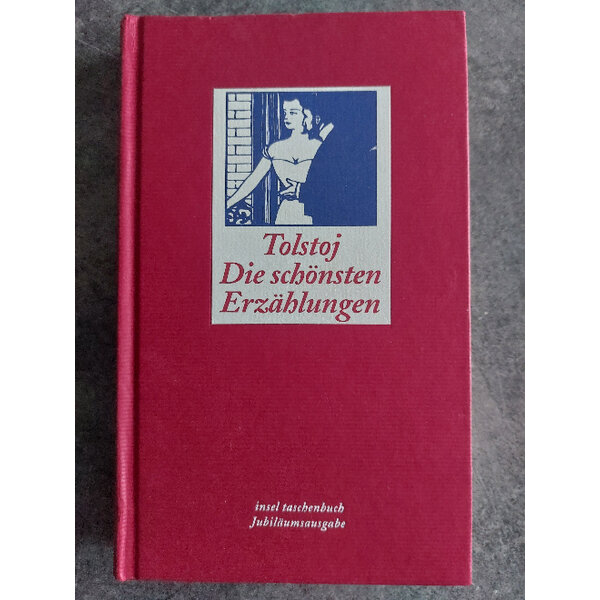 Tolstoj
Die schönsten
Erzählungen
insel taschenbuch
Jubiläumsausgabe